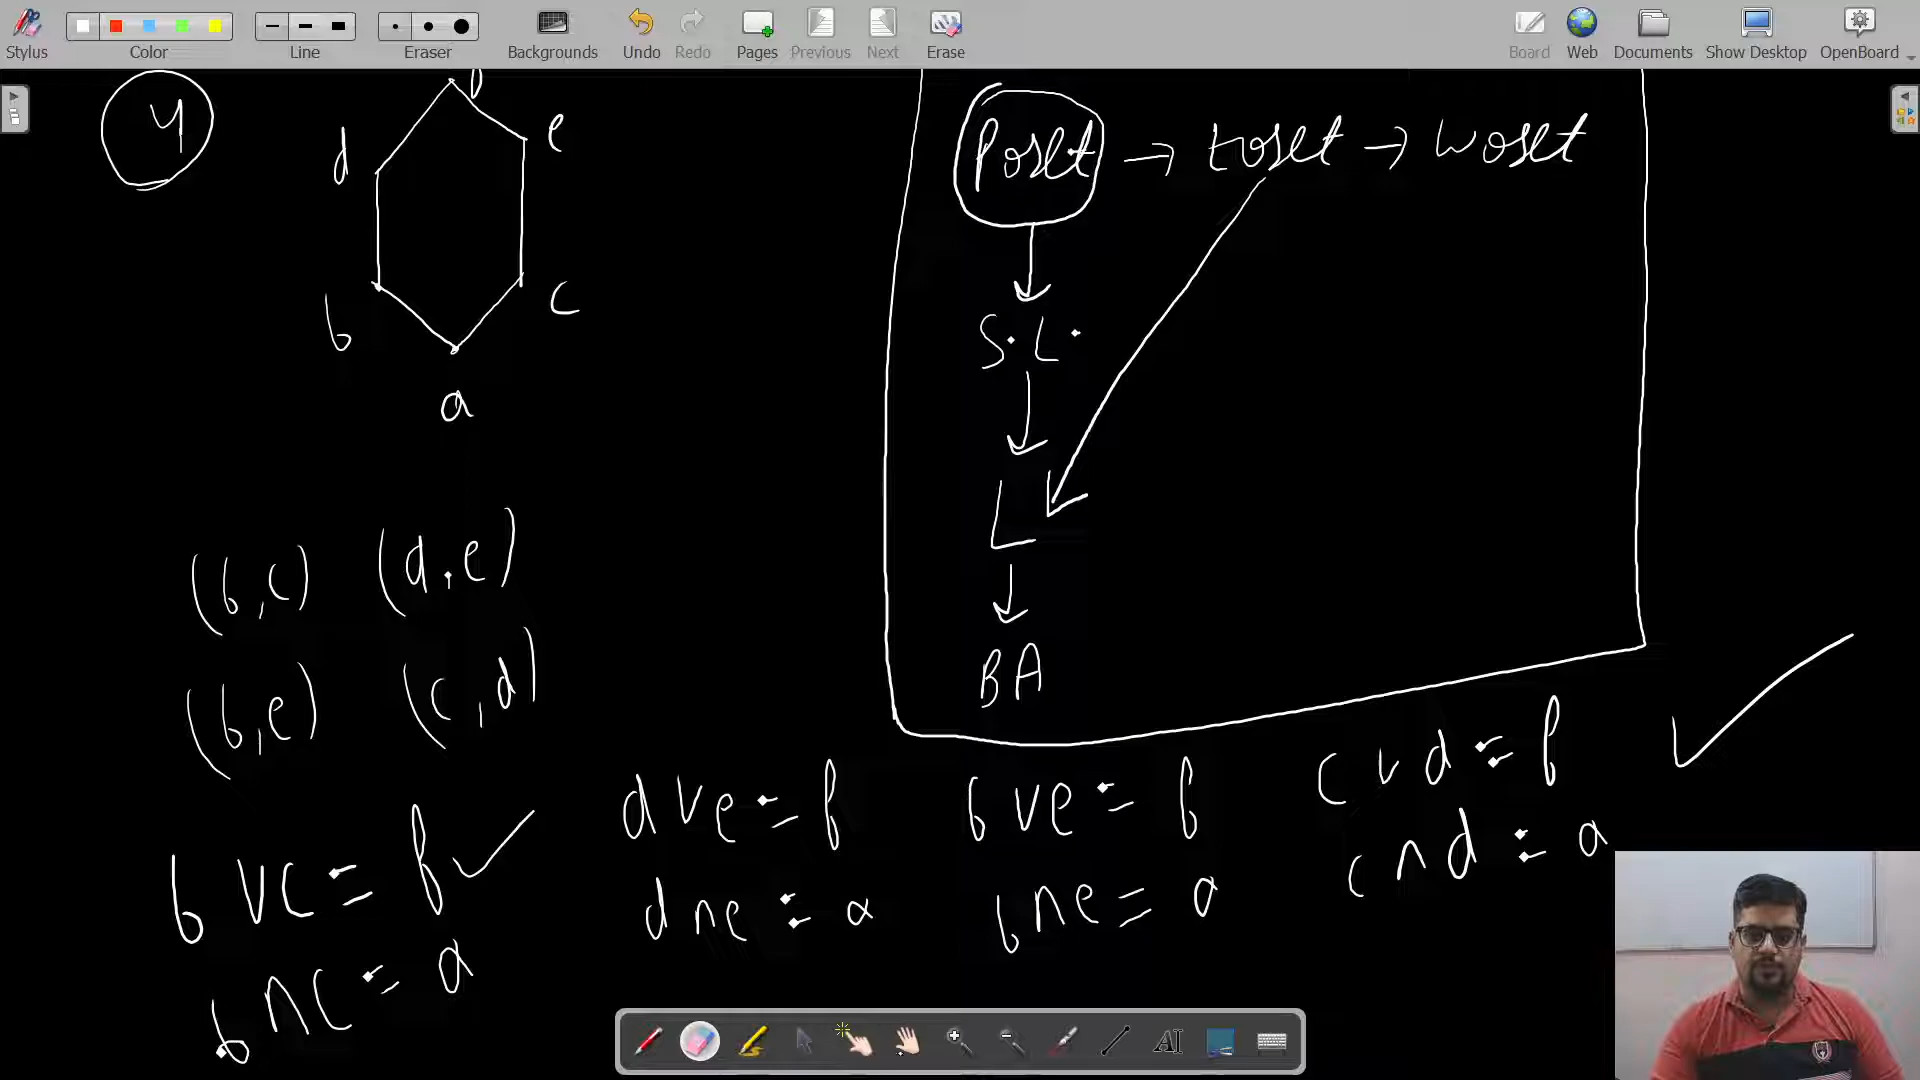 Stylus
Color
Line
Eraser
Backgrounds
Undo
Redo
Pages
Previous
Next
Erase
Board
Web
Documents
Show Desktop
OpenBoard
4
f
d
e
b
c
a
Poset → toset → woset
S.L.
L
BA
(b,c) (d,e)
(b,e) (c,d)
b v c = f
b ∧ c = a
d v e = f
d ∧ e = a
b v e = f
b ∧ e = a
c v d = f
c ∧ d = a
AI